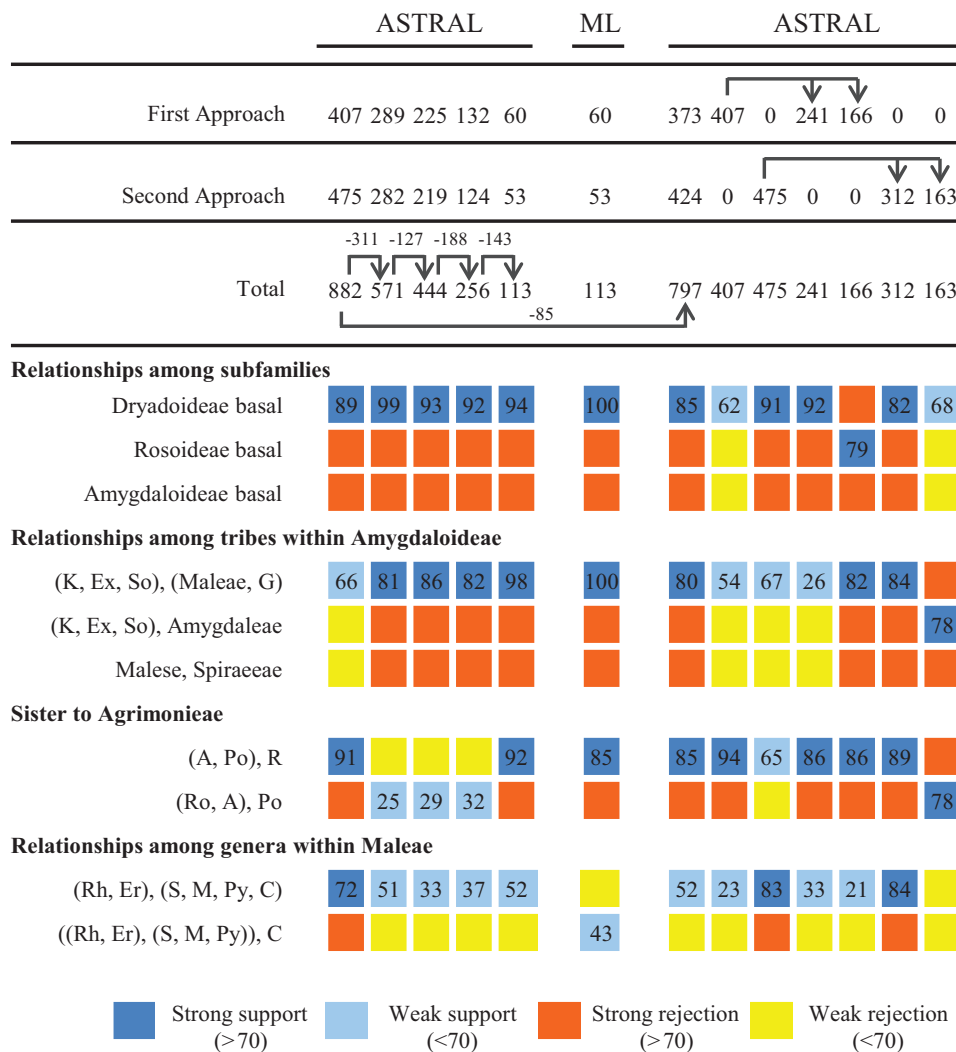 ASTRAL ML ASTRAL
First Approach 407 289 225 132 60 60 373 407 0 241 166 0 0
Second Approach 475 282 219 124 53 53 424 0 475 0 0 312 163
-311 -127 -188 -143
Total 882 571 444 256 113 113 797 407 475 241 166 312 163
-85
Relationships among subfamilies
Dryadoideae basal 89 99 93 92 94 100 85 62 91 92 82 68
Rosoideae basal 79
Amygdaloideae basal
Relationships among tribes within Amygdaloideae
(K, Ex, So), (Maleae, G) 66 81 86 82 98 100 80 54 67 26 82 84
(K, Ex, So), Amygdaleae 78
Malese, Spiraeeae
Sister to Agrimonieae
(A, Po), R 91 92 85 85 94 65 86 86 89
(Ro, A), Po 25 29 32 78
Relationships among genera within Maleae
(Rh, Er), (S, M, Py, C) 72 51 33 37 52 52 23 83 33 21 84
((Rh, Er), (S, M, Py)), C 43
Strong support Weak support Strong rejection Weak rejection
(>70) (<70) (>70) (<70)